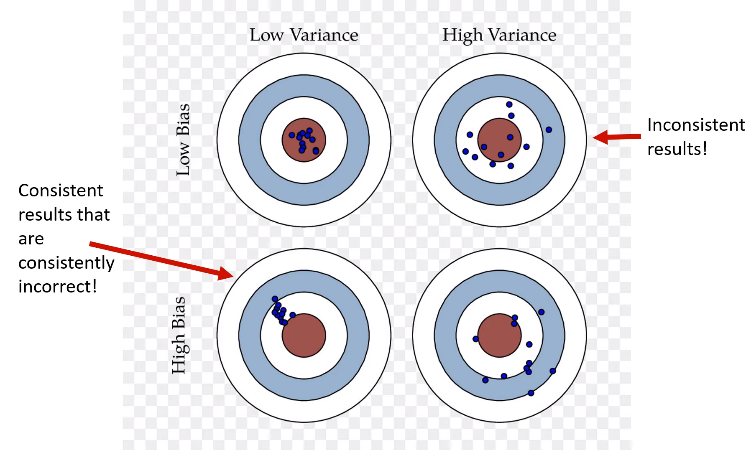 Low Variance
High Variance
Low Bias
Inconsistent
results!
Consistent
results that
are
consistently
incorrect!
High Bias